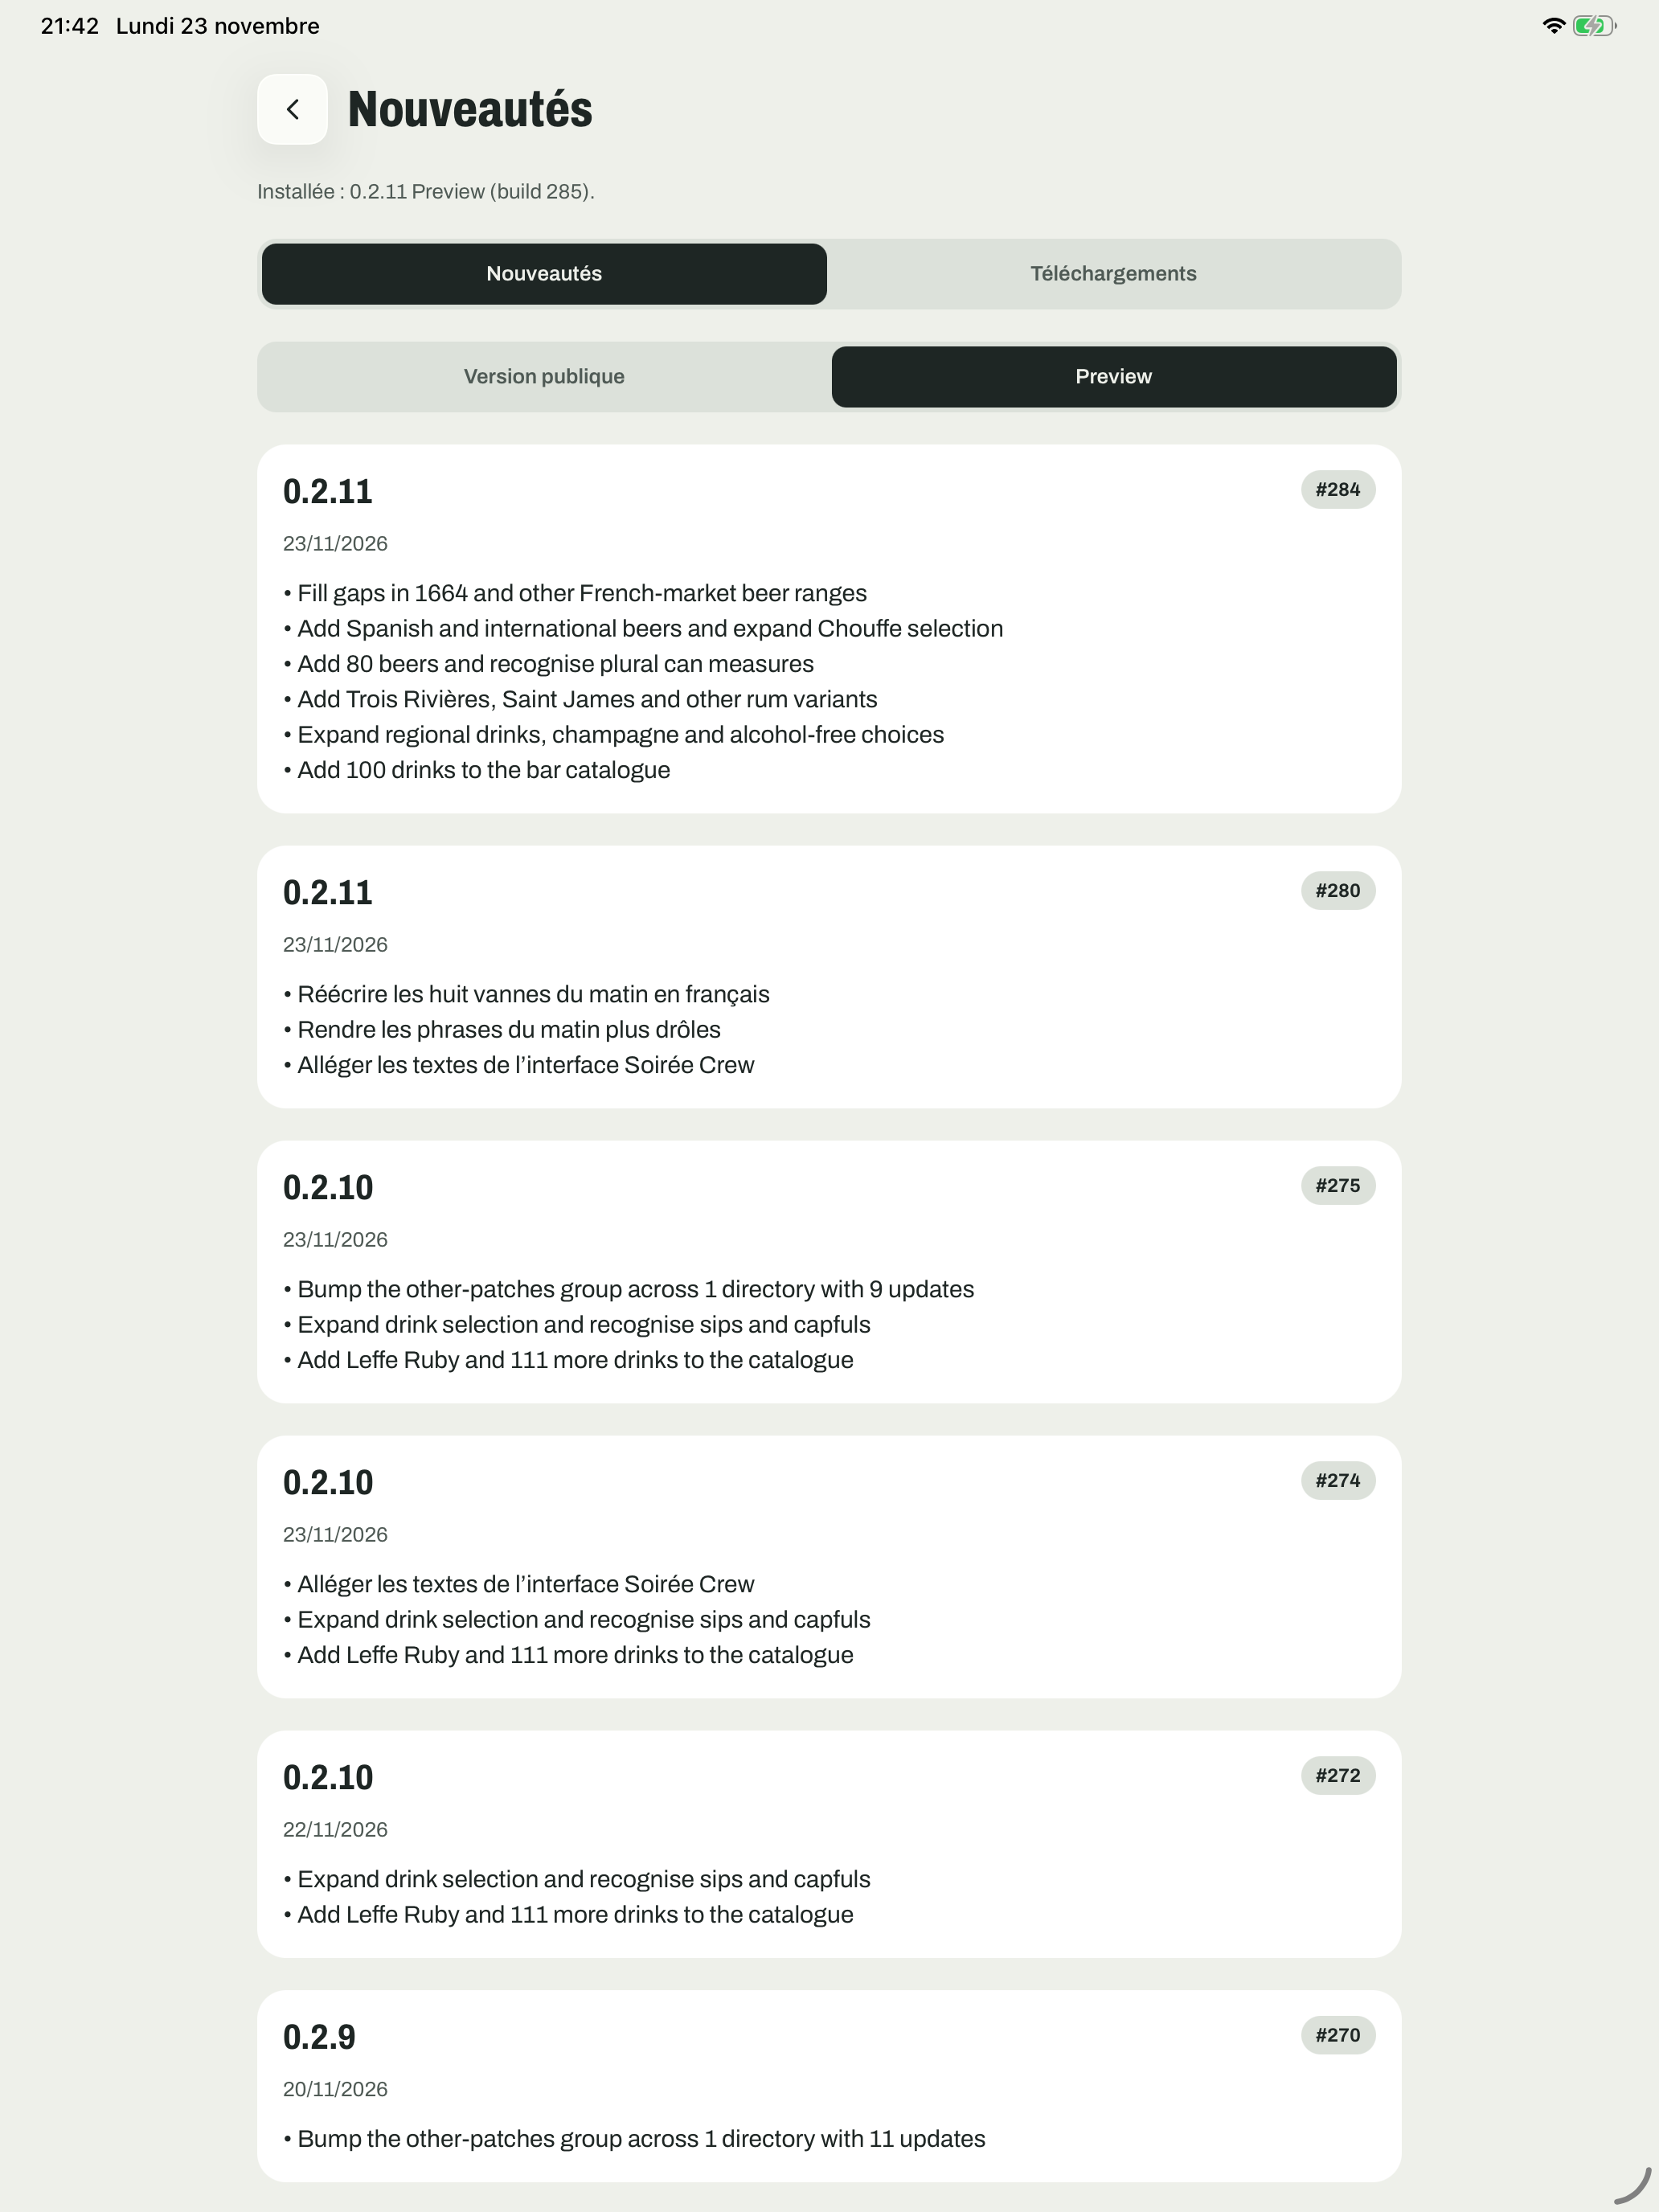 21:42 Lundi 23 novembre
Nouveautés
Installée : 0.2.11 Preview (build 285).
Nouveautés
Téléchargements
Version publique
Preview
0.2.11
#284
23/11/2026
• Fill gaps in 1664 and other French-market beer ranges
• Add Spanish and international beers and expand Chouffe selection
• Add 80 beers and recognise plural can measures
• Add Trois Rivières, Saint James and other rum variants
• Expand regional drinks, champagne and alcohol-free choices
• Add 100 drinks to the bar catalogue
0.2.11
#280
23/11/2026
• Réécrire les huit vannes du matin en français
• Rendre les phrases du matin plus drôles
• Alléger les textes de l’interface Soirée Crew
0.2.10
#275
23/11/2026
• Bump the other-patches group across 1 directory with 9 updates
• Expand drink selection and recognise sips and capfuls
• Add Leffe Ruby and 111 more drinks to the catalogue
0.2.10
#274
23/11/2026
• Alléger les textes de l’interface Soirée Crew
• Expand drink selection and recognise sips and capfuls
• Add Leffe Ruby and 111 more drinks to the catalogue
0.2.10
#272
22/11/2026
• Expand drink selection and recognise sips and capfuls
• Add Leffe Ruby and 111 more drinks to the catalogue
0.2.9
#270
20/11/2026
• Bump the other-patches group across 1 directory with 11 updates